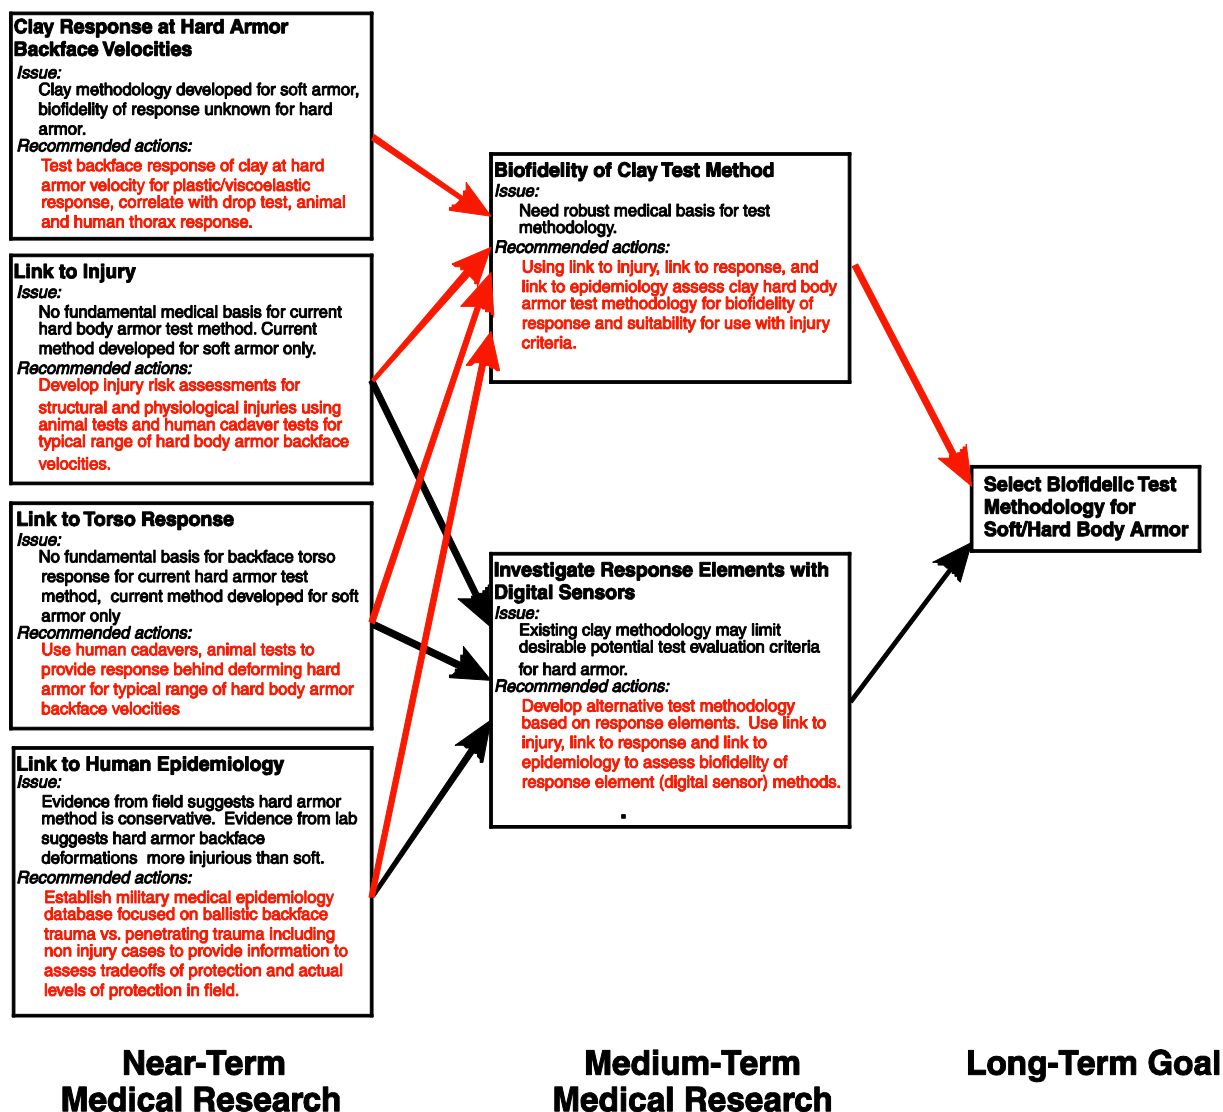 Clay Response at Hard Armor
Backface Velocities
Issue:
Clay methodology developed for soft armor,
biofidelity of response unknown for hard
armor.
Recommended actions:
Test backface response of clay at hard
armor velocity for plastic/viscoelastic
response, correlate with drop test, animal
and human thorax response.
Link to Injury
Issue:
No fundamental medical basis for current
hard body armor test method. Current
method developed for soft armor only.
Recommended actions:
Develop injury risk assessments for
structural and physiological injuries using
animal tests and human cadaver tests for
typical range of hard body armor backface
velocities.
Link to Torso Response
Issue:
No fundamental basis for backface torso
response for current hard armor test
method, current method developed for soft
armor only
Recommended actions:
Use human cadavers, animal tests to
provide response behind deforming hard
armor for typical range of hard body armor
backface velocities
Link to Human Epidemiology
Issue:
Evidence from field suggests hard armor
method is conservative. Evidence from lab
suggests hard armor backface
deformations more injurious than soft.
Recommended actions:
Establish military medical epidemiology
database focused on ballistic backface
trauma vs. penetrating trauma including
non injury cases to provide information to
assess tradeoffs of protection and actual
levels of protection in field.
Near-Term
Medical Research
Biofidelity of Clay Test Method
Issue:
Need robust medical basis for test
methodology.
Recommended actions:
Using link to injury, link to response, and
link to epidemiology assess clay hard body
armor test methodology for biofidelity of
response and suitability for use with injury
criteria.
Investigate Response Elements with
Digital Sensors
Issue:
Existing clay methodology may limit
desirable potential test evaluation criteria
for hard armor.
Recommended actions:
Develop alternative test methodology
based on response elements. Use link to
injury, link to response and link to
epidemiology to assess biofidelity of
response element (digital sensor) methods.
.
Medium-Term
Medical Research
Select Biofidelic Test
Methodology for
Soft/Hard Body Armor
Long-Term Goal